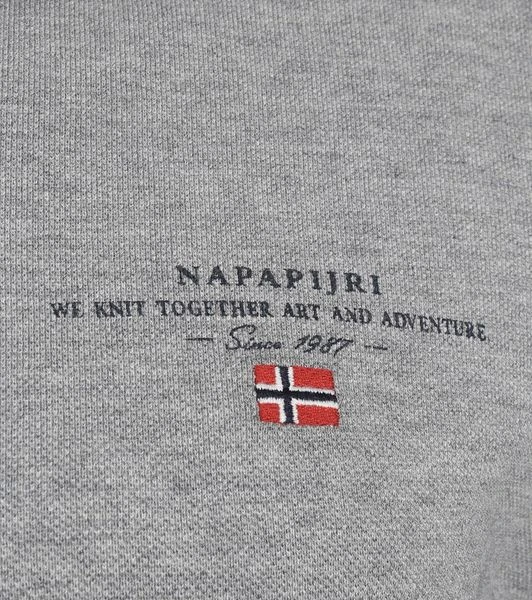 NAPAPIJRI
WE KNIT TOGETHER ART AND ADVENTURE
— Since 1987 —